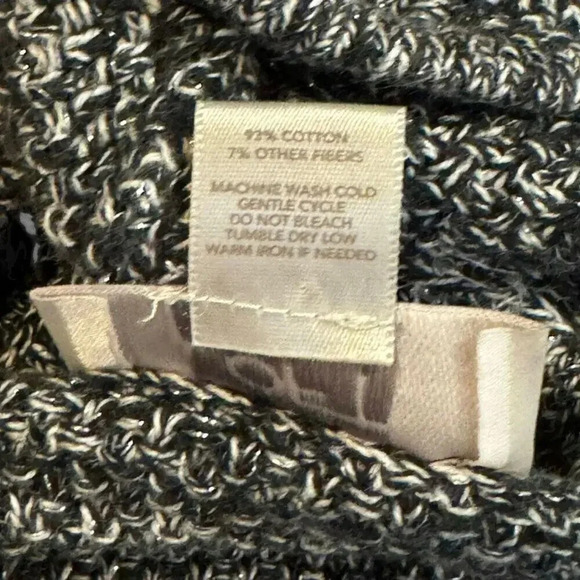 93% COTTON
7% OTHER FIBERS
MACHINE WASH COLD
GENTLE CYCLE
DO NOT BLEACH
TUMBLE DRY LOW
WARM IRON IF NEEDED